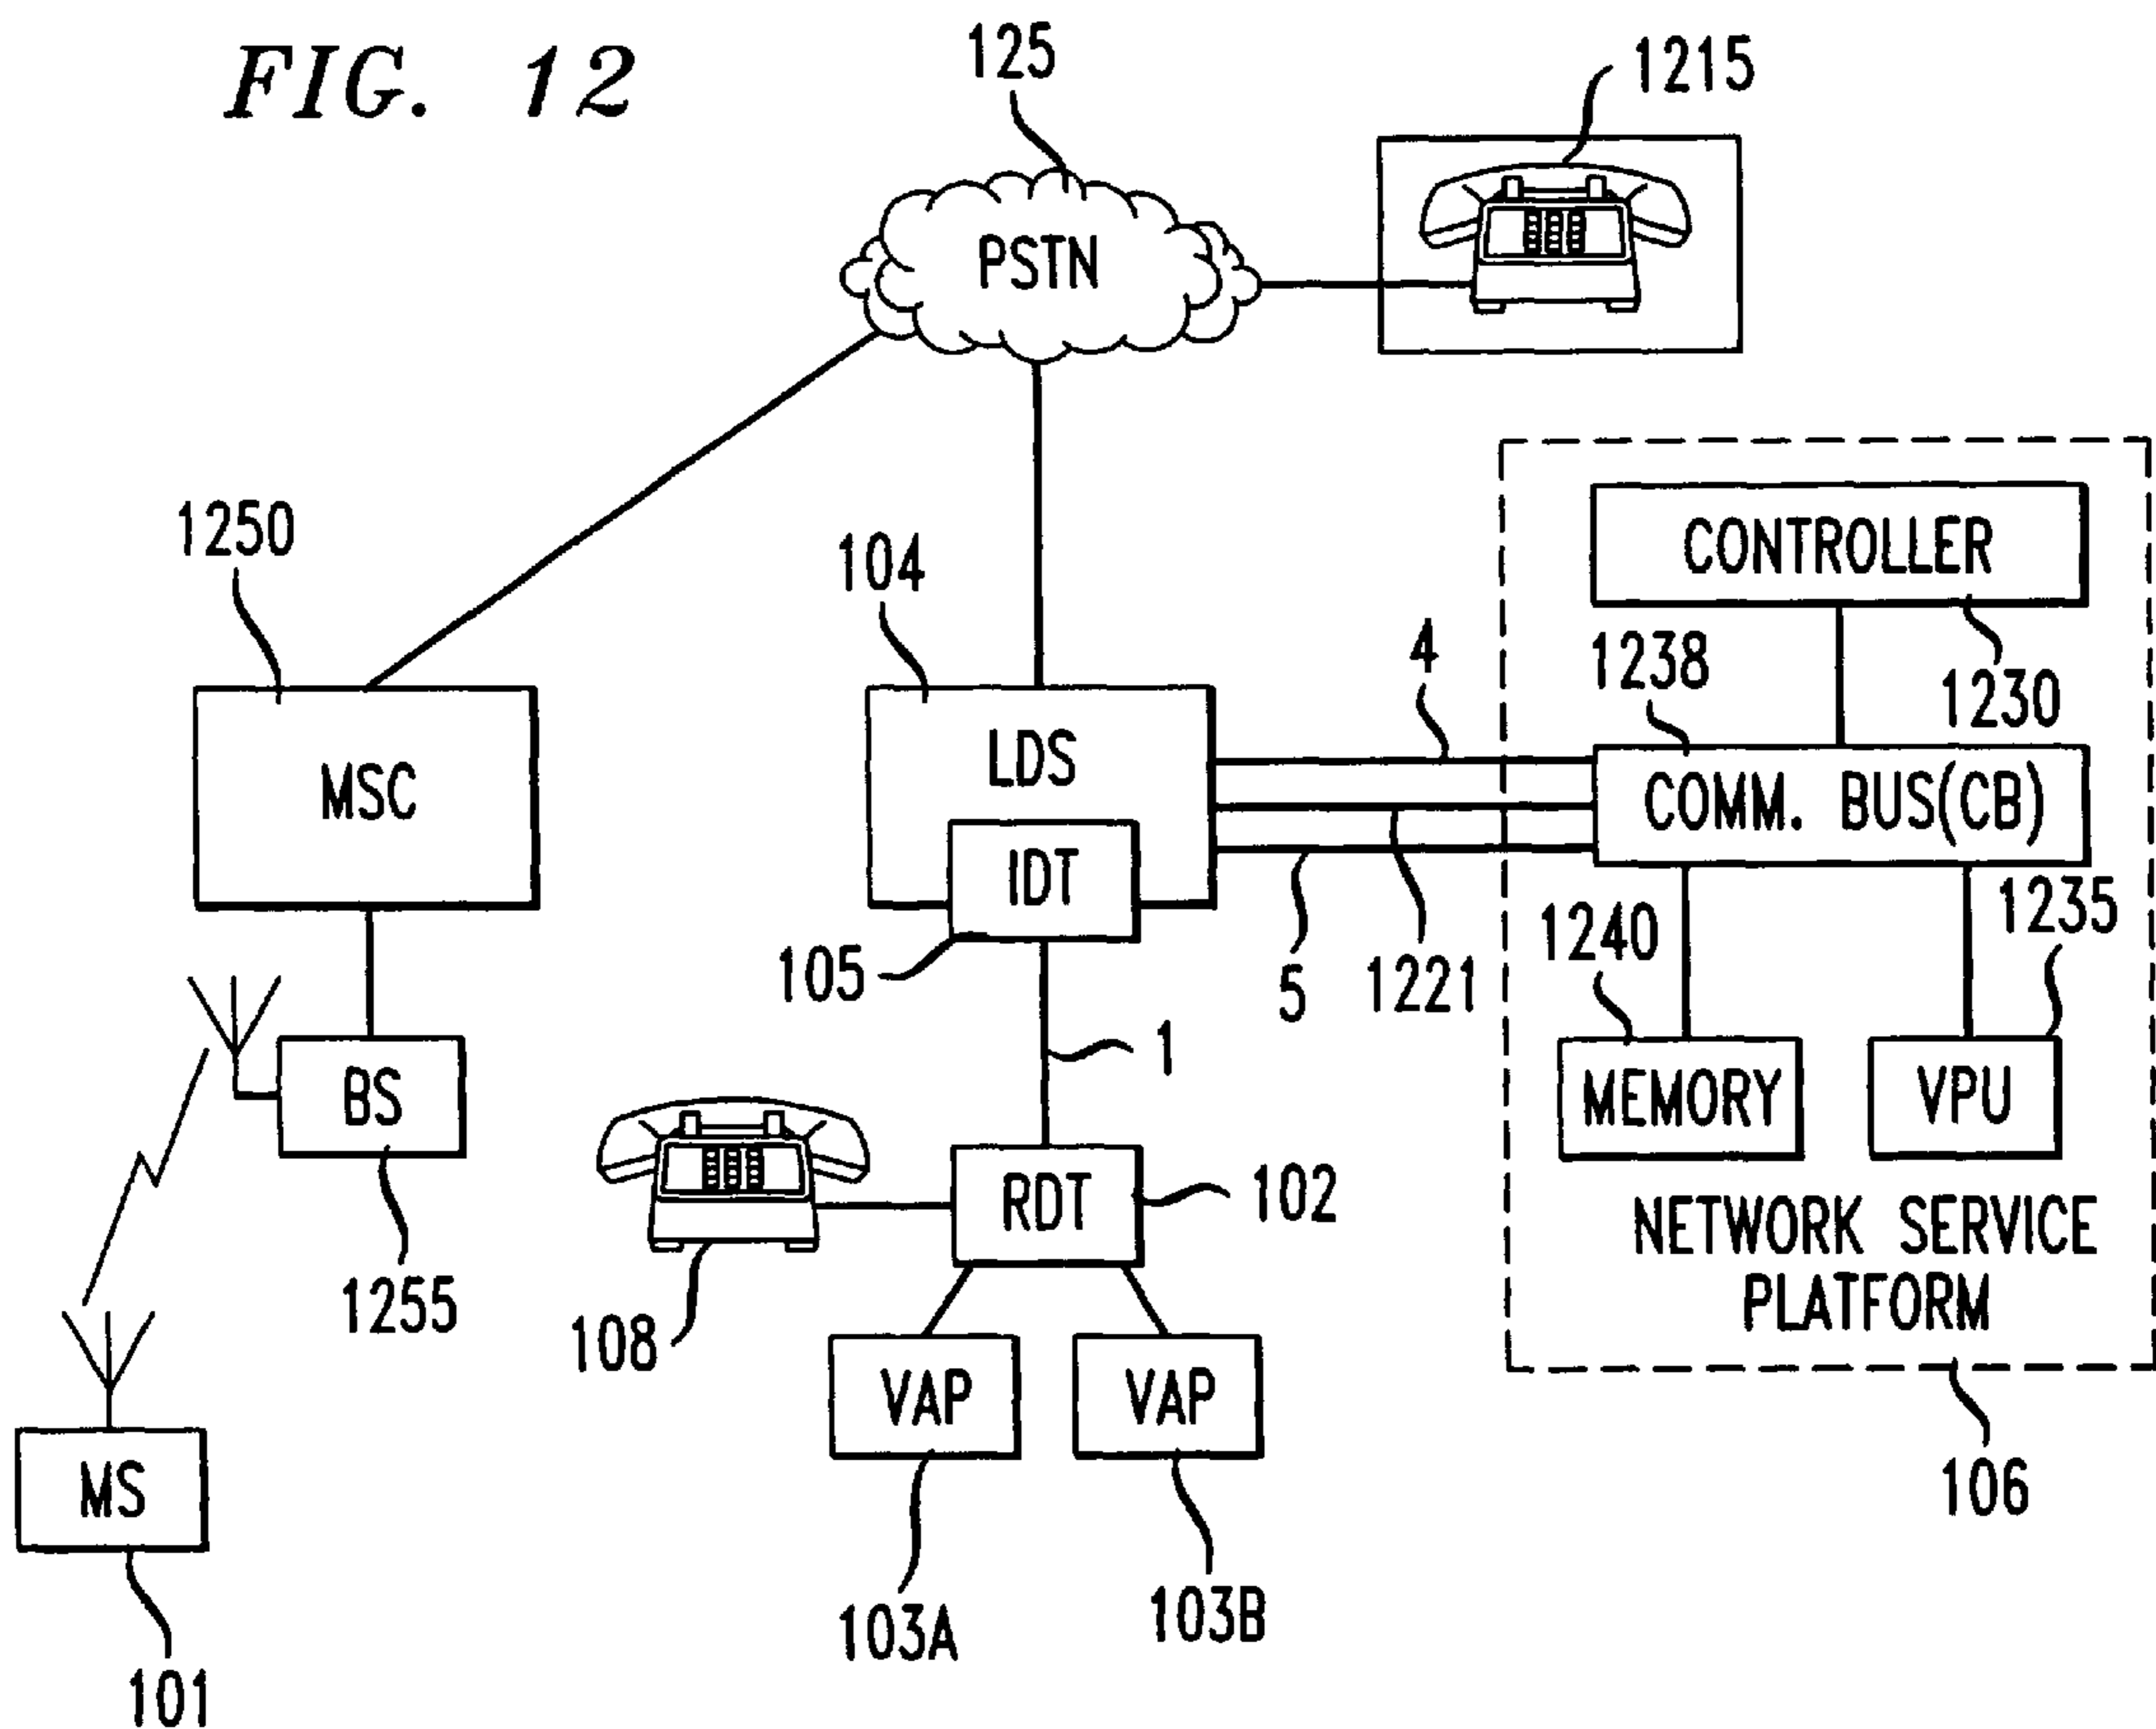 FIG. 12
125
1215
PSTN
1250
104
4
CONTROLLER
1238
1230
MSC
LDS
COMM. BUS(CB)
IDT
105
5
1221
1240
1235
1
BS
MEMORY
VPU
RDT
102
NETWORK SERVICE
PLATFORM
1255
108
VAP
VAP
MS
106
103A
103B
101